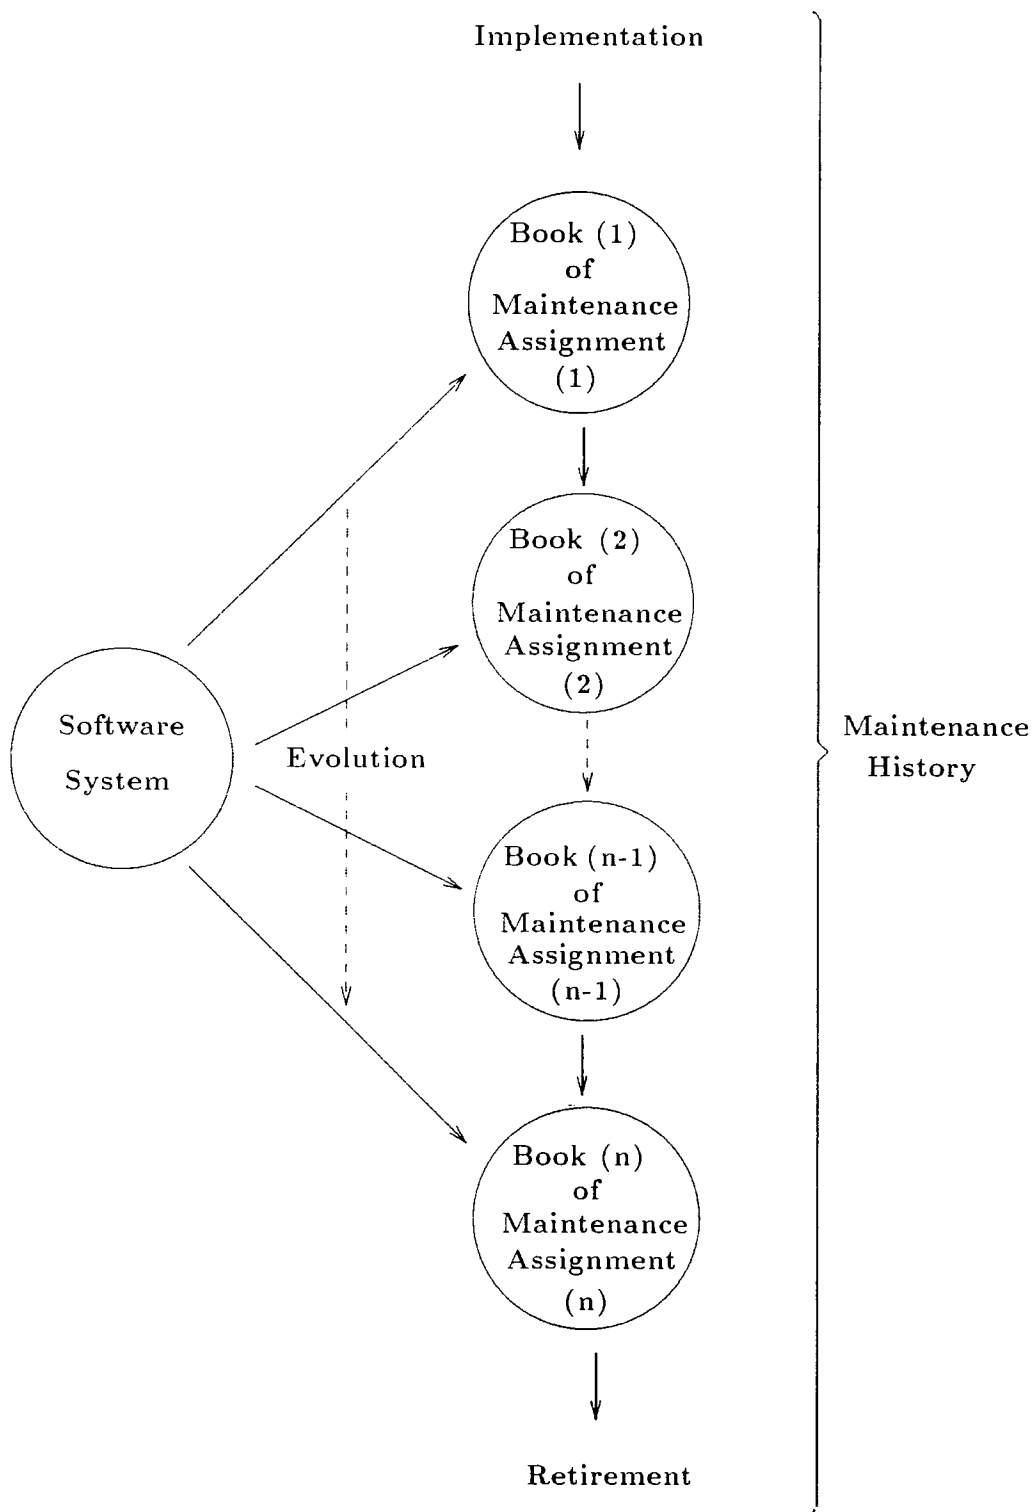 Implementation
Book (1)
of
Maintenance
Assignment
(1)
Book (2)
of
Maintenance
Assignment
(2)
Software
System
Evolution
Maintenance
History
Book (n-1)
of
Maintenance
Assignment
(n-1)
Book (n)
of
Maintenance
Assignment
(n)
Retirement